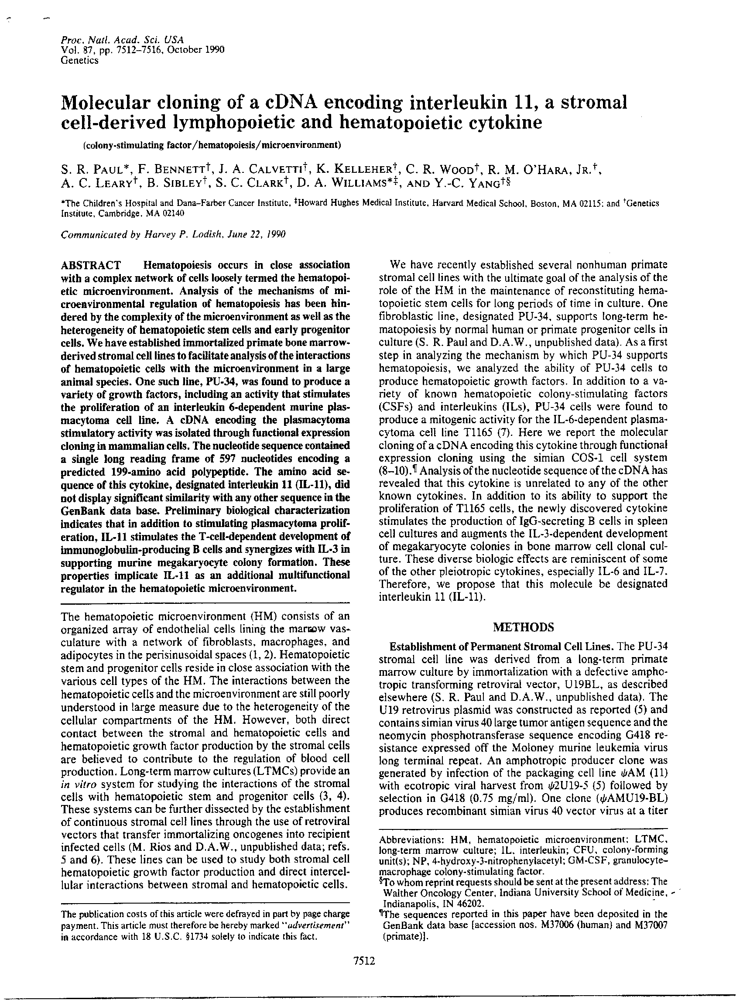 Proc. Natl. Acad. Sci. USA
Vol. 87, pp. 7512–7516, October 1990
Genetics
Molecular cloning of a cDNA encoding interleukin 11, a stromal
cell-derived lymphopoietic and hematopoietic cytokine
(colony-stimulating factor/hematopoiesis/microenvironment)
S. R. PAUL*, F. BENNETT†, J. A. CALVETTI†, K. KELLEHER†, C. R. WOOD†, R. M. O'HARA, JR.†,
A. C. LEARY†, B. SIBLEY†, S. C. CLARK†, D. A. WILLIAMS*‡, AND Y.-C. YANG†§
*The Children's Hospital and Dana–Farber Cancer Institute, ‡Howard Hughes Medical Institute, Harvard Medical School, Boston, MA 02115; and †Genetics
Institute, Cambridge, MA 02140
Communicated by Harvey P. Lodish, June 22, 1990
ABSTRACT Hematopoiesis occurs in close association
with a complex network of cells loosely termed the hematopoi-
etic microenvironment. Analysis of the mechanisms of mi-
croenvironmental regulation of hematopoiesis has been hin-
dered by the complexity of the microenvironment as well as the
heterogeneity of hematopoietic stem cells and early progenitor
cells. We have established immortalized primate bone marrow-
derived stromal cell lines to facilitate analysis of the interactions
of hematopoietic cells with the microenvironment in a large
animal species. One such line, PU-34, was found to produce a
variety of growth factors, including an activity that stimulates
the proliferation of an interleukin 6-dependent murine plas-
macytoma cell line. A cDNA encoding the plasmacytoma
stimulatory activity was isolated through functional expression
cloning in mammalian cells. The nucleotide sequence contained
a single long reading frame of 597 nucleotides encoding a
predicted 199-amino acid polypeptide. The amino acid se-
quence of this cytokine, designated interleukin 11 (IL-11), did
not display significant similarity with any other sequence in the
GenBank data base. Preliminary biological characterization
indicates that in addition to stimulating plasmacytoma prolif-
eration, IL-11 stimulates the T-cell-dependent development of
immunoglobulin-producing B cells and synergizes with IL-3 in
supporting murine megakaryocyte colony formation. These
properties implicate IL-11 as an additional multifunctional
regulator in the hematopoietic microenvironment.
The hematopoietic microenvironment (HM) consists of an
organized array of endothelial cells lining the marrow vas-
culature with a network of fibroblasts, macrophages, and
adipocytes in the perisinusoidal spaces (1, 2). Hematopoietic
stem and progenitor cells reside in close association with the
various cell types of the HM. The interactions between the
hematopoietic cells and the microenvironment are still poorly
understood in large measure due to the heterogeneity of the
cellular compartments of the HM. However, both direct
contact between the stromal and hematopoietic cells and
hematopoietic growth factor production by the stromal cells
are believed to contribute to the regulation of blood cell
production. Long-term marrow cultures (LTMCs) provide an
in vitro system for studying the interactions of the stromal
cells with hematopoietic stem and progenitor cells (3, 4).
These systems can be further dissected by the establishment
of continuous stromal cell lines through the use of retroviral
vectors that transfer immortalizing oncogenes into recipient
infected cells (M. Rios and D.A.W., unpublished data; refs.
5 and 6). These lines can be used to study both stromal cell
hematopoietic growth factor production and direct intercel-
lular interactions between stromal and hematopoietic cells.
The publication costs of this article were defrayed in part by page charge
payment. This article must therefore be hereby marked "advertisement"
in accordance with 18 U.S.C. §1734 solely to indicate this fact.
We have recently established several nonhuman primate
stromal cell lines with the ultimate goal of the analysis of the
role of the HM in the maintenance of reconstituting hema-
topoietic stem cells for long periods of time in culture. One
fibroblastic line, designated PU-34, supports long-term he-
matopoiesis by normal human or primate progenitor cells in
culture (S. R. Paul and D.A.W., unpublished data). As a first
step in analyzing the mechanism by which PU-34 supports
hematopoiesis, we analyzed the ability of PU-34 cells to
produce hematopoietic growth factors. In addition to a va-
riety of known hematopoietic colony-stimulating factors
(CSFs) and interleukins (ILs), PU-34 cells were found to
produce a mitogenic activity for the IL-6-dependent plasma-
cytoma cell line T1165 (7). Here we report the molecular
cloning of a cDNA encoding this cytokine through functional
expression cloning using the simian COS-1 cell system
(8–10).¶ Analysis of the nucleotide sequence of the cDNA has
revealed that this cytokine is unrelated to any of the other
known cytokines. In addition to its ability to support the
proliferation of T1165 cells, the newly discovered cytokine
stimulates the production of IgG-secreting B cells in spleen
cell cultures and augments the IL-3-dependent development
of megakaryocyte colonies in bone marrow cell clonal cul-
ture. These diverse biologic effects are reminiscent of some
of the other pleiotropic cytokines, especially IL-6 and IL-7.
Therefore, we propose that this molecule be designated
interleukin 11 (IL-11).
METHODS
Establishment of Permanent Stromal Cell Lines. The PU-34
stromal cell line was derived from a long-term primate
marrow culture by immortalization with a defective ampho-
tropic transforming retroviral vector, U19BL, as described
elsewhere (S. R. Paul and D.A.W., unpublished data). The
U19 retrovirus plasmid was constructed as reported (5) and
contains simian virus 40 large tumor antigen sequence and the
neomycin phosphotransferase sequence encoding G418 re-
sistance expressed off the Moloney murine leukemia virus
long terminal repeat. An amphotropic producer clone was
generated by infection of the packaging cell line ψAM (11)
with ecotropic viral harvest from ψ2U19-5 (5) followed by
selection in G418 (0.75 mg/ml). One clone (ψAMU19-BL)
produces recombinant simian virus 40 vector virus at a titer
Abbreviations: HM, hematopoietic microenvironment; LTMC,
long-term marrow culture; IL, interleukin; CFU, colony-forming
unit(s); NP, 4-hydroxy-3-nitrophenylacetyl; GM-CSF, granulocyte-
macrophage colony-stimulating factor.
§To whom reprint requests should be sent at the present address: The
Walther Oncology Center, Indiana University School of Medicine,
Indianapolis, IN 46202.
¶The sequences reported in this paper have been deposited in the
GenBank data base [accession nos. M37006 (human) and M37007
(primate)].
7512